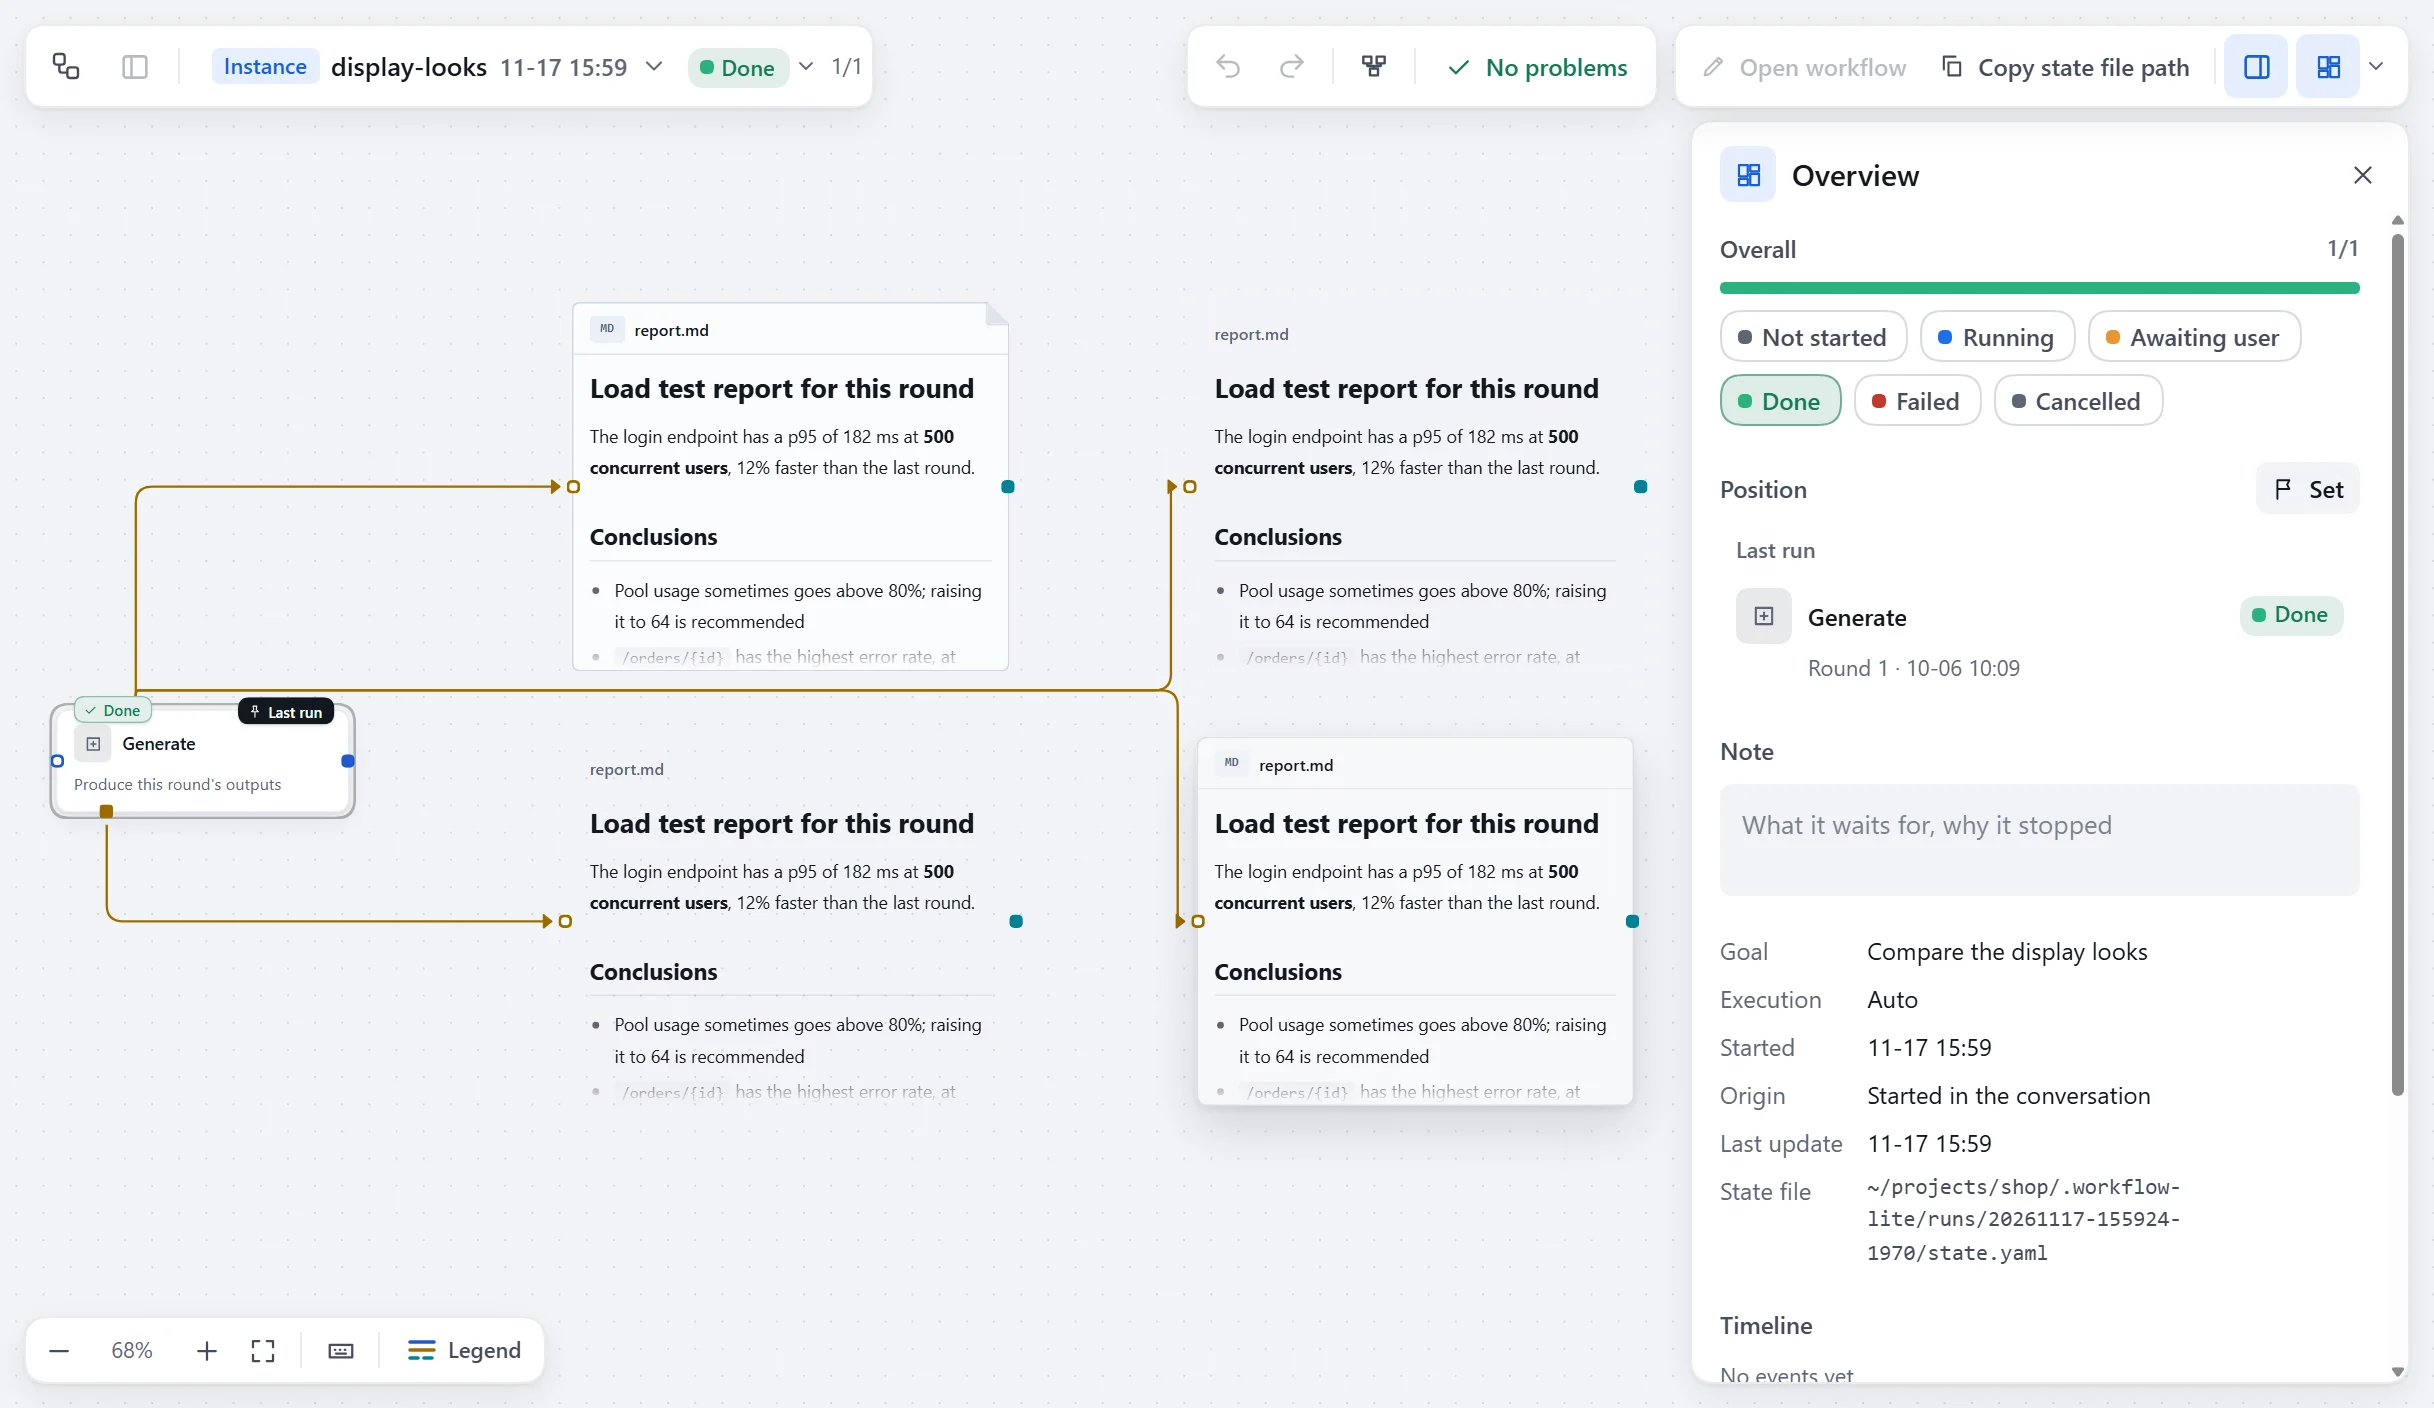 Instance display-looks 11-17 15:59 Done 1/1
No problems
Open workflow Copy state file path
MD report.md
Load test report for this round
The login endpoint has a p95 of 182 ms at 500
concurrent users, 12% faster than the last round.
Conclusions
• Pool usage sometimes goes above 80%; raising
it to 64 is recommended
• /orders/{id} has the highest error rate, at
report.md
Load test report for this round
The login endpoint has a p95 of 182 ms at 500
concurrent users, 12% faster than the last round.
Conclusions
• Pool usage sometimes goes above 80%; raising
it to 64 is recommended
• /orders/{id} has the highest error rate, at
Done
Last run
Generate
Produce this round's outputs
report.md
Load test report for this round
The login endpoint has a p95 of 182 ms at 500
concurrent users, 12% faster than the last round.
Conclusions
• Pool usage sometimes goes above 80%; raising
it to 64 is recommended
• /orders/{id} has the highest error rate, at
MD report.md
Load test report for this round
The login endpoint has a p95 of 182 ms at 500
concurrent users, 12% faster than the last round.
Conclusions
• Pool usage sometimes goes above 80%; raising
it to 64 is recommended
• /orders/{id} has the highest error rate, at
68%
Legend
Overview
Overall 1/1
Not started Running Awaiting user
Done Failed Cancelled
Position Set
Last run
Generate Done
Round 1 · 10-06 10:09
Note
What it waits for, why it stopped
Goal Compare the display looks
Execution Auto
Started 11-17 15:59
Origin Started in the conversation
Last update 11-17 15:59
State file ~/projects/shop/.workflow-
lite/runs/20261117-155924-
1970/state.yaml
Timeline
No events yet